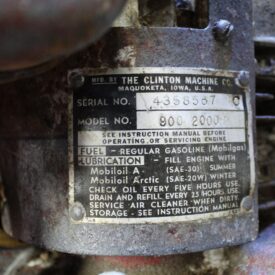 MFG. BY THE CLINTON MACHINE CO.
MAQUOKETA, IOWA, U.S.A.
SERIAL NO. 4358567 C
MODEL NO. 900 2000
SEE INSTRUCTION MANUAL BEFORE
OPERATING OR SERVICING ENGINE
FUEL - REGULAR GASOLINE (Mobilgas)
LUBRICATION - FILL ENGINE WITH
Mobiloil A (SAE-30) SUMMER
Mobiloil Arctic (SAE-20W) WINTER
CHECK OIL EVERY FIVE HOURS USE.
DRAIN AND REFILL EVERY 25 HOURS USE.
SERVICE AIR CLEANER WHEN DIRTY
STORAGE - SEE INSTRUCTION MANUAL